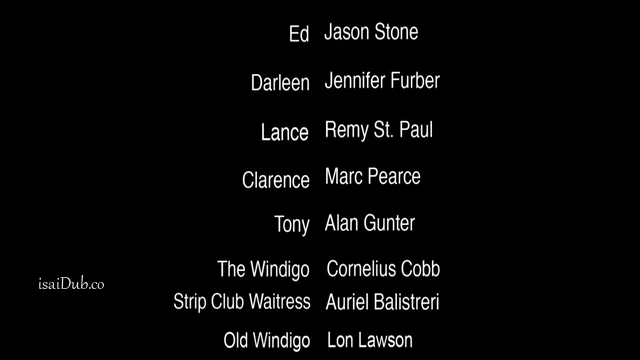 Ed Jason Stone
Darleen Jennifer Furber
Lance Remy St. Paul
Clarence Marc Pearce
Tony Alan Gunter
The Windigo Cornelius Cobb
isaiDub.co
Strip Club Waitress Auriel Balistreri
Old Windigo Lon Lawson